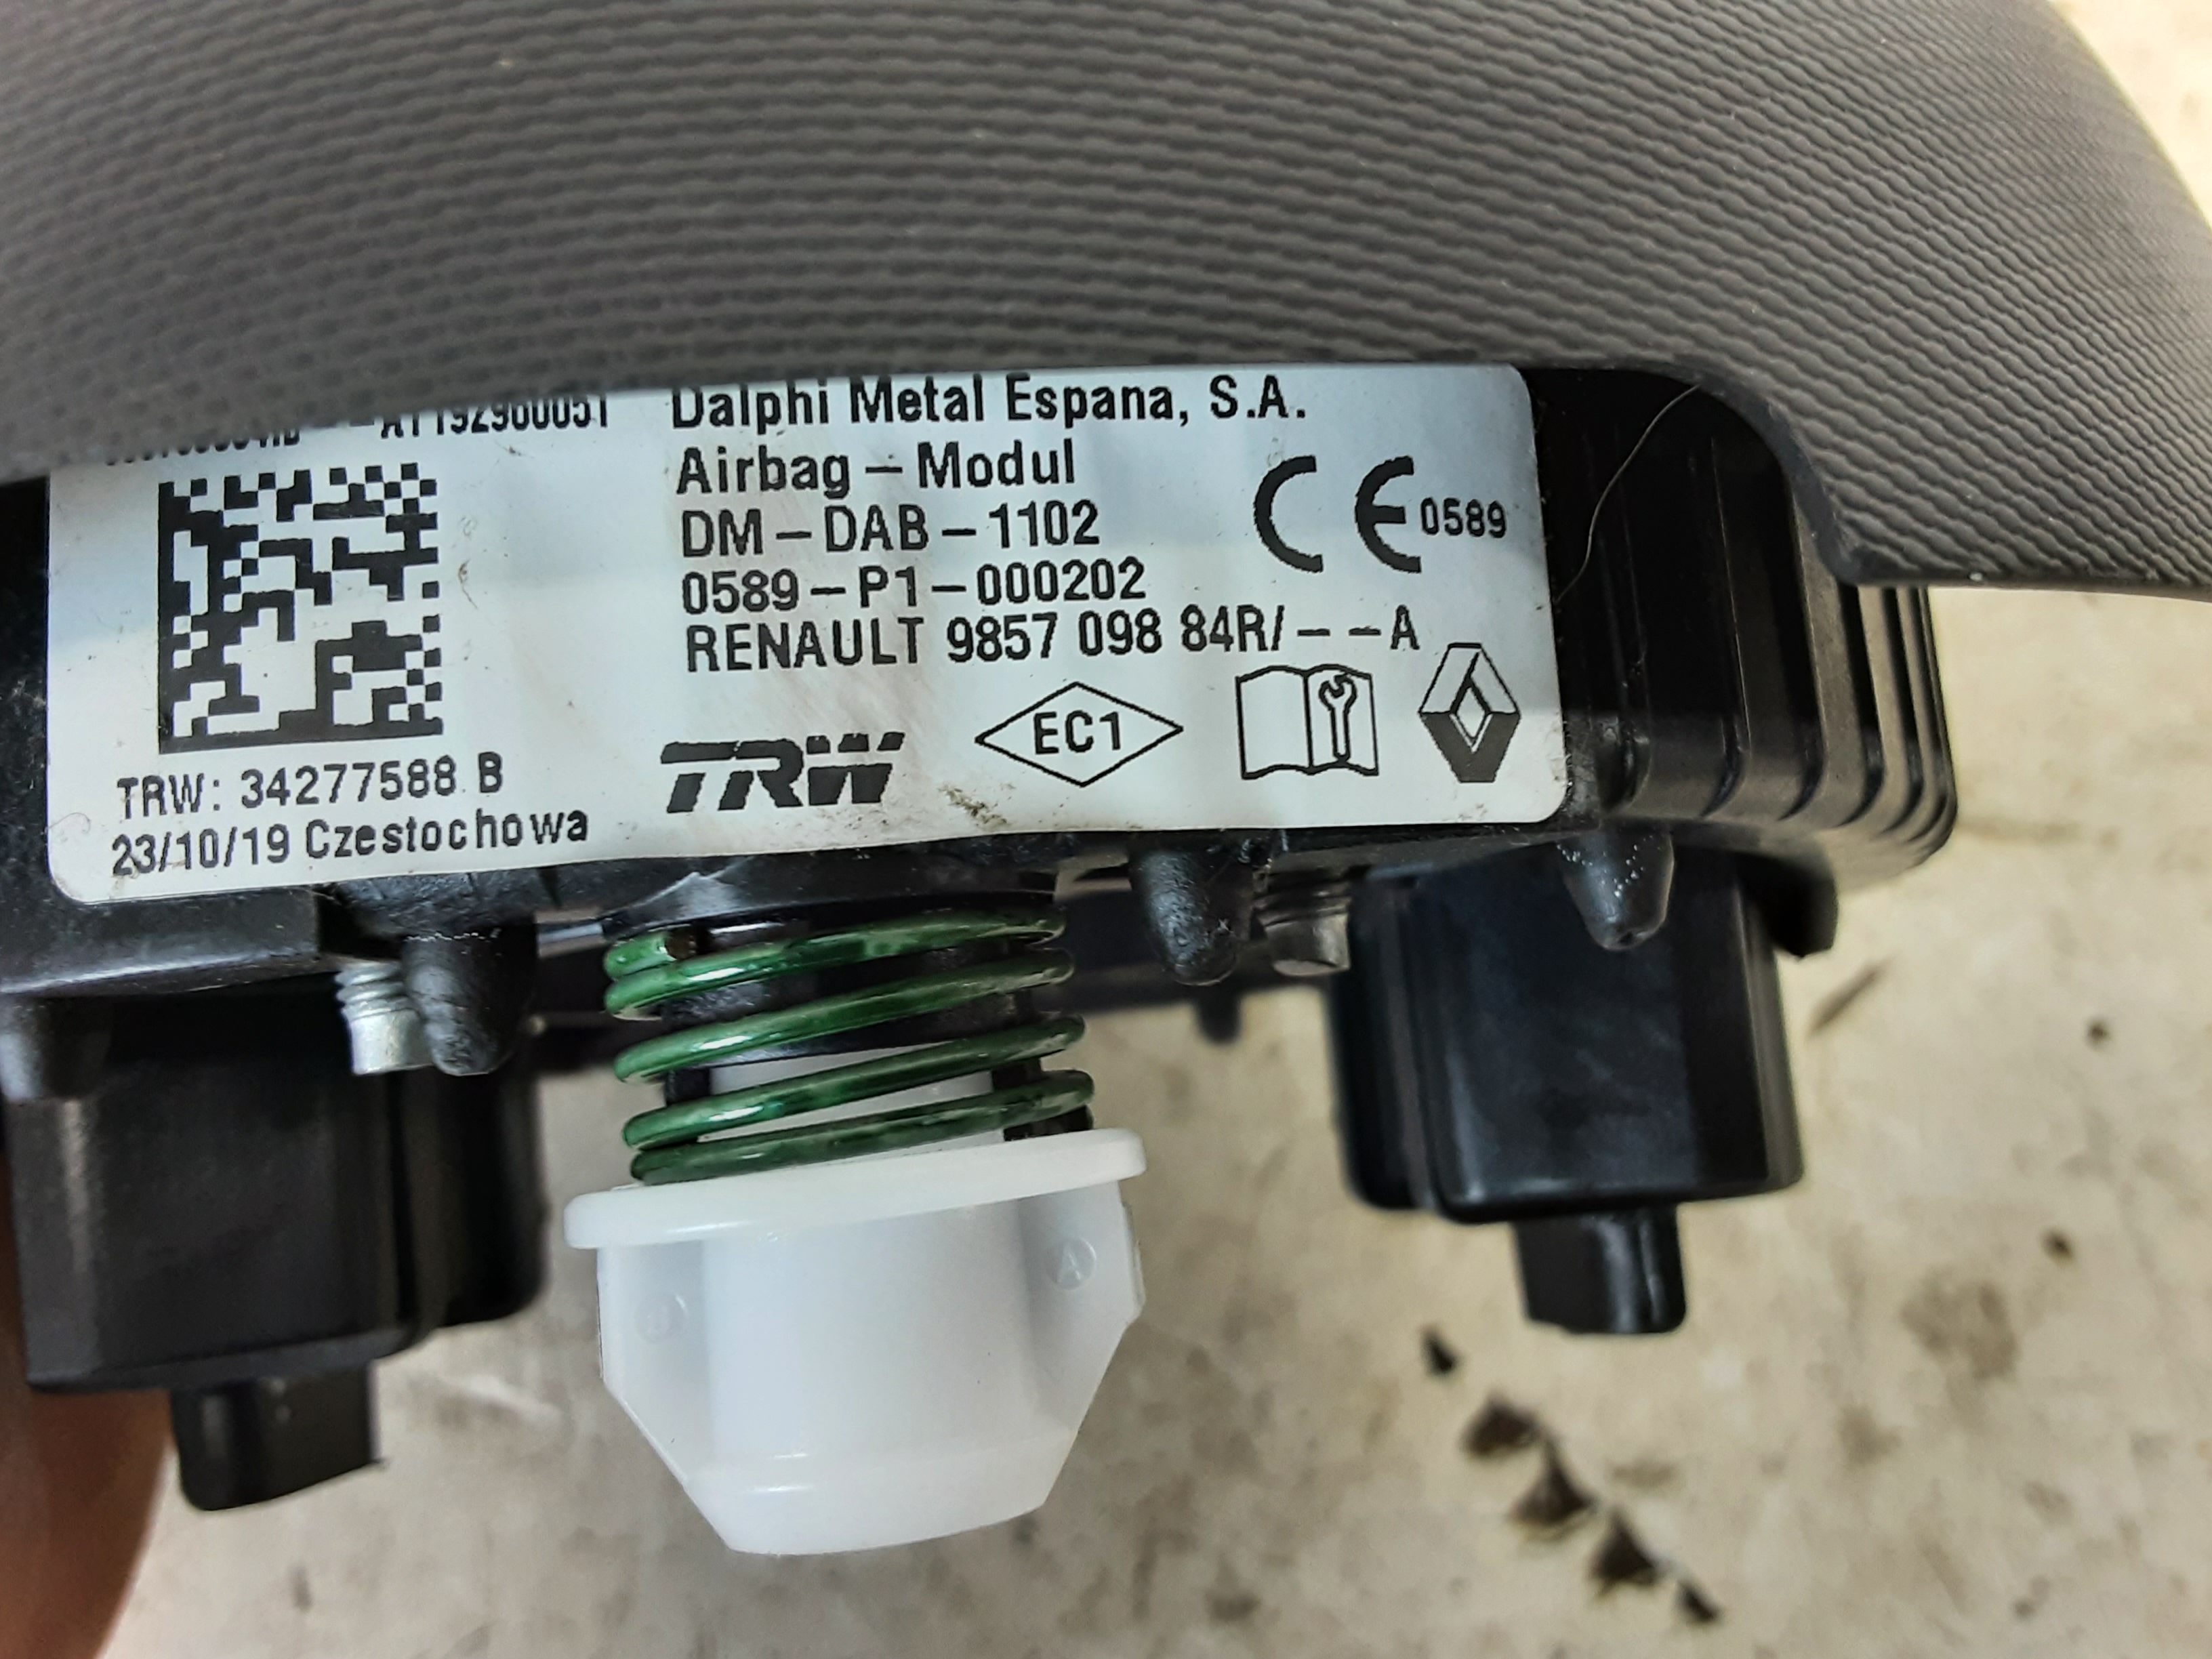 Dalphi Metal Espana, S.A.
Airbag - Modul
DM - DAB - 1102
0589 - P1 - 000202
CE 0589
RENAULT 9857 098 84R/ - - A
TRW: 34277588 B
23/10/19 Czestochowa
TRW
EC1
A